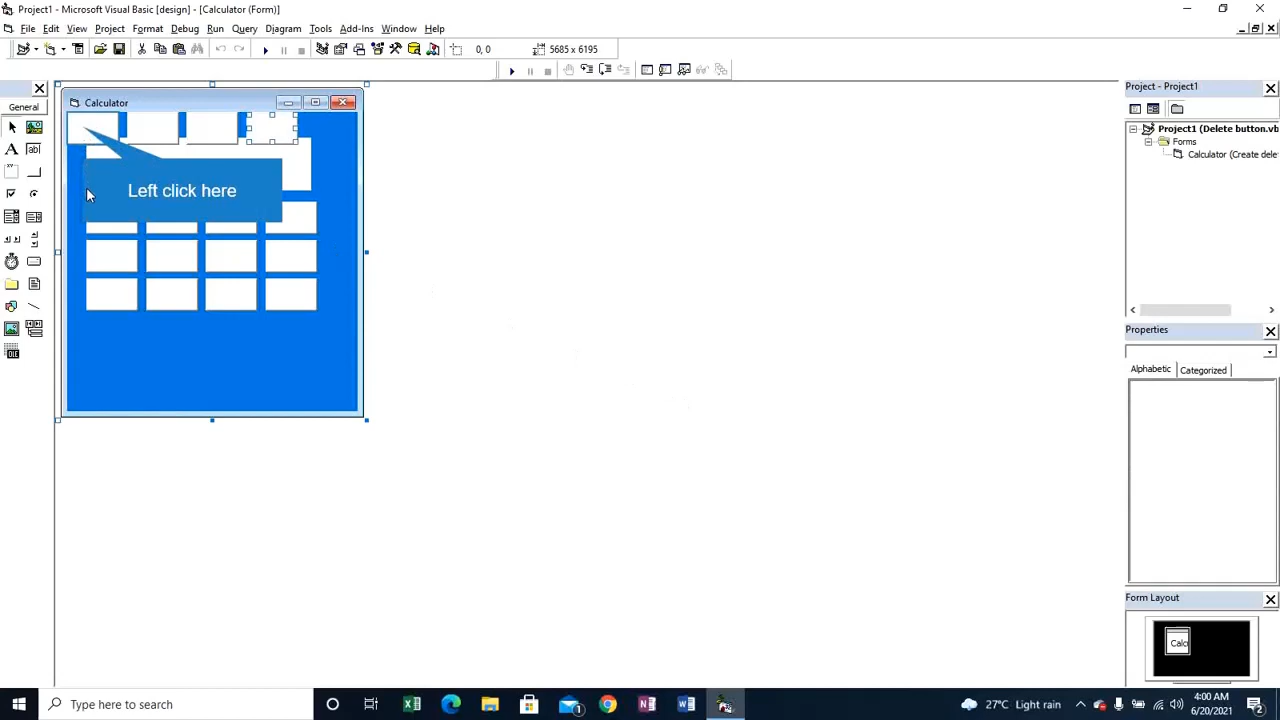 Project1 - Microsoft Visual Basic [design] - [Calculator (Form)]
File Edit View Project Format Debug Run Query Diagram Tools Add-Ins Window Help
0, 0 5685 x 6195
General
Calculator
Left click here
Project - Project1
Project1 (Delete button.vb
Forms
Calculator (Create dele
Properties
Alphabetic Categorized
Form Layout
Calc
Type here to search
27°C Light rain
4:00 AM
6/20/2021